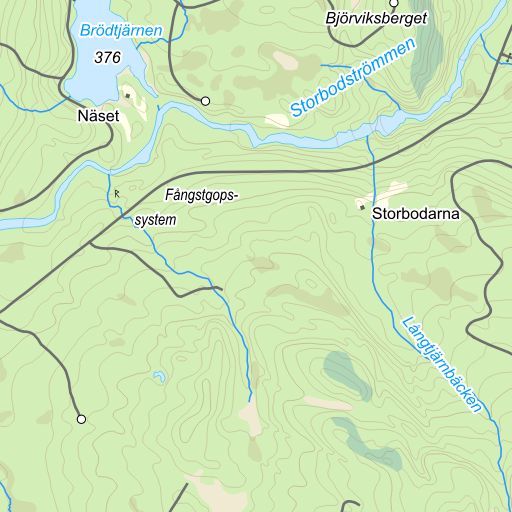 Björviksberget
Brödtjärnen
376
Storbodströmmen
Näset
R
Fångstgops-
system
Storbodarna
Långtjärnbäcken